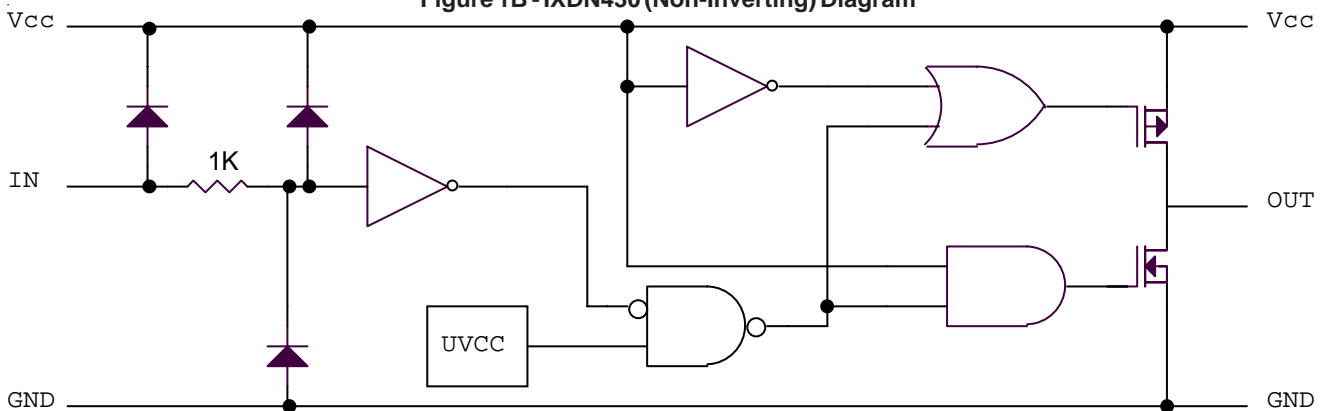 Figure 1B - IXDN430 (Non-Inverting) Diagram
Vcc
Vcc
1K
IN
OUT
UVCC
GND
GND